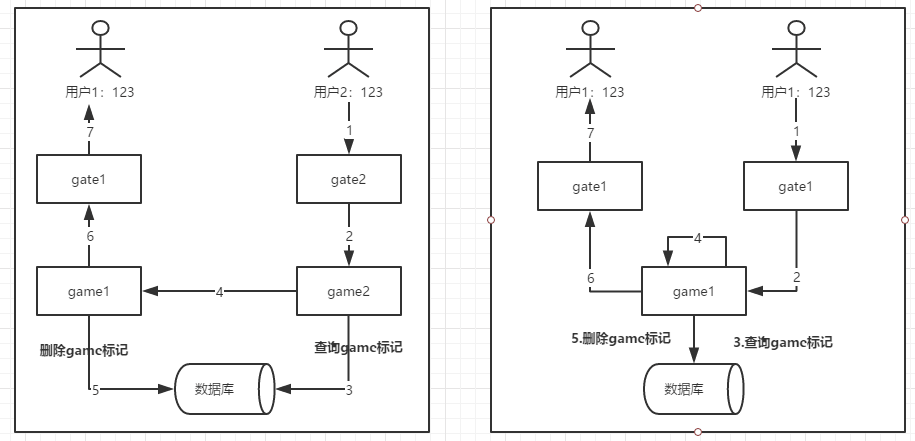 用户1：123
用户2：123
7
1
gate1
gate2
6
2
game1
4
game2
删除game标记
查询game标记
5
数据库
3
用户1：123
用户1：123
7
1
gate1
gate1
4
6
2
game1
5.删除game标记
3.查询game标记
数据库